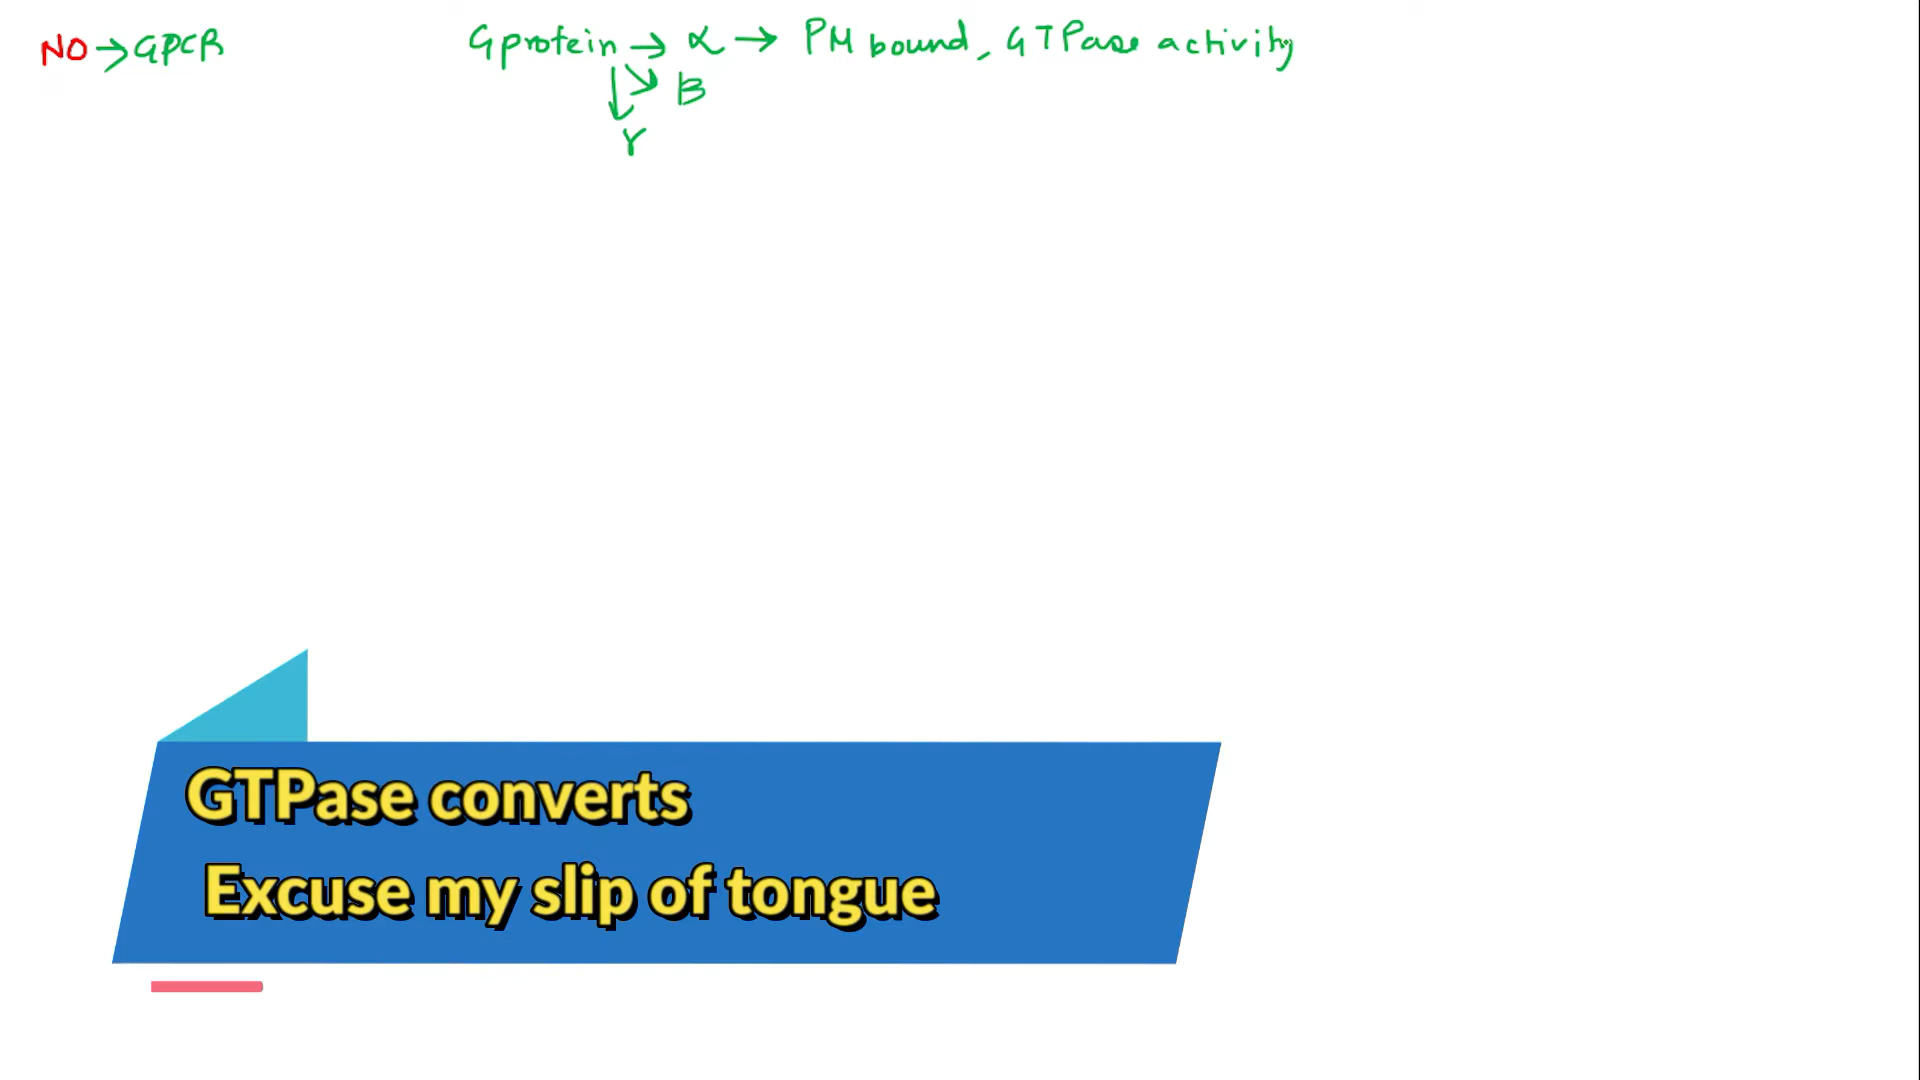 NO → GPCR
Gprotein → α → PM bound, GTPase activity
β
γ
GTPase converts
Excuse my slip of tongue